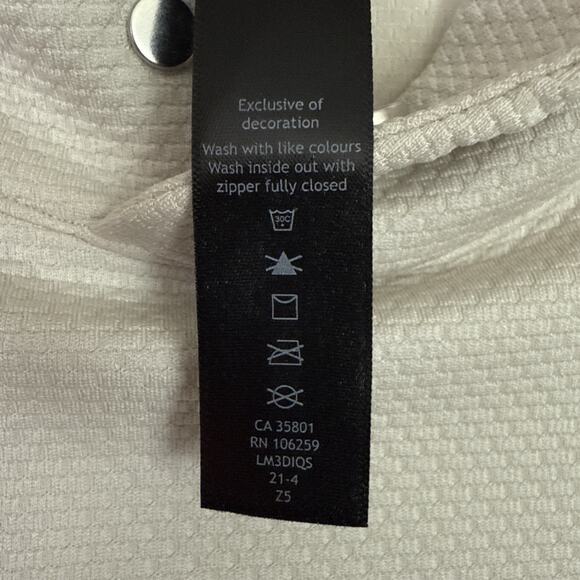 Exclusive of
decoration
Wash with like colours
Wash inside out with
zipper fully closed
30C
CA 35801
RN 106259
LM3DIQS
21-4
Z5